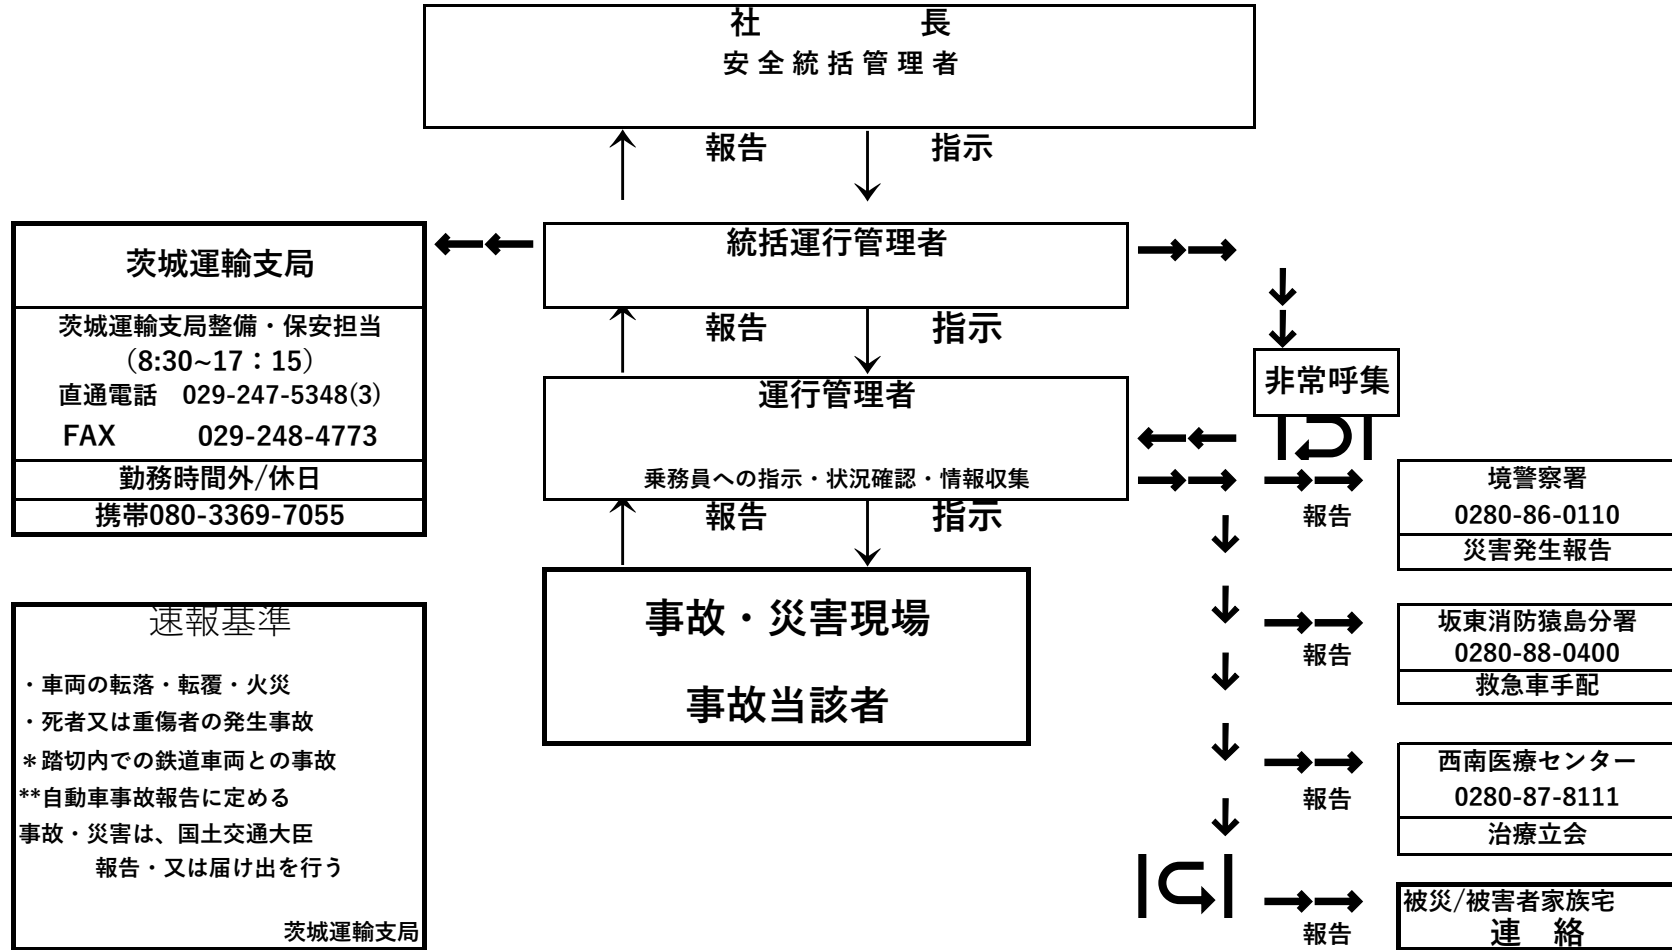 社　長
安全統括管理者
報告　指示
統括運行管理者
報告　指示
運行管理者
乗務員への指示・状況確認・情報収集
報告　指示
事故・災害現場
事故当該者
茨城運輸支局
茨城運輸支局整備・保安担当
（8:30~17：15）
直通電話　029-247-5348(3)
FAX　029-248-4773
勤務時間外/休日
携帯080-3369-7055
速報基準
・車両の転落・転覆・火災
・死者又は重傷者の発生事故
＊踏切内での鉄道車両との事故
**自動車事故報告に定める
事故・災害は、国土交通大臣
報告・又は届け出を行う
茨城運輸支局
非常呼集
報告
境警察署
0280-86-0110
災害発生報告
報告
坂東消防猿島分署
0280-88-0400
救急車手配
報告
西南医療センター
0280-87-8111
治療立会
報告
被災/被害者家族宅
連　絡